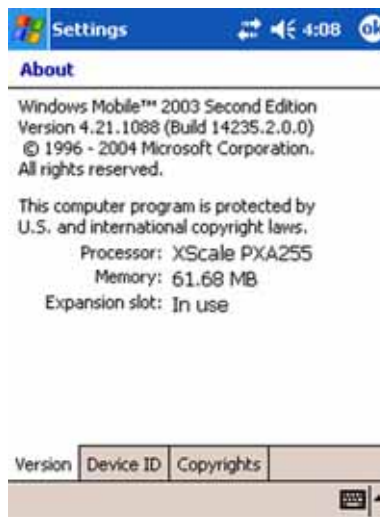 Settings 4:08 ok
About
Windows Mobile™ 2003 Second Edition
Version 4.21.1088 (Build 14235.2.0.0)
© 1996 - 2004 Microsoft Corporation.
All rights reserved.
This computer program is protected by
U.S. and international copyright laws.
Processor: XScale PXA255
Memory: 61.68 MB
Expansion slot: In use
Version Device ID Copyrights